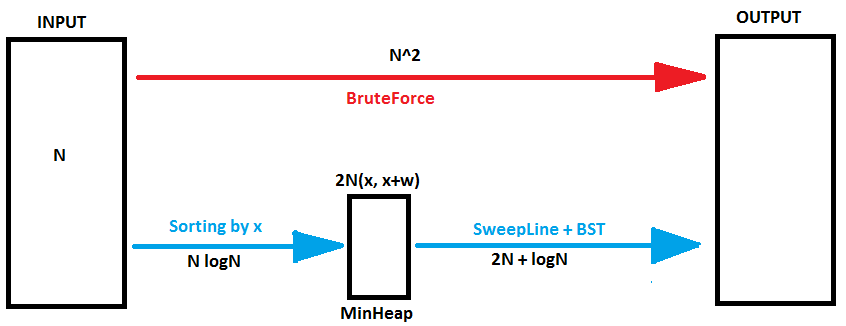 INPUT
OUTPUT
N^2
BruteForce
N
2N(x, x+w)
Sorting by x
SweepLine + BST
N logN
2N + logN
MinHeap